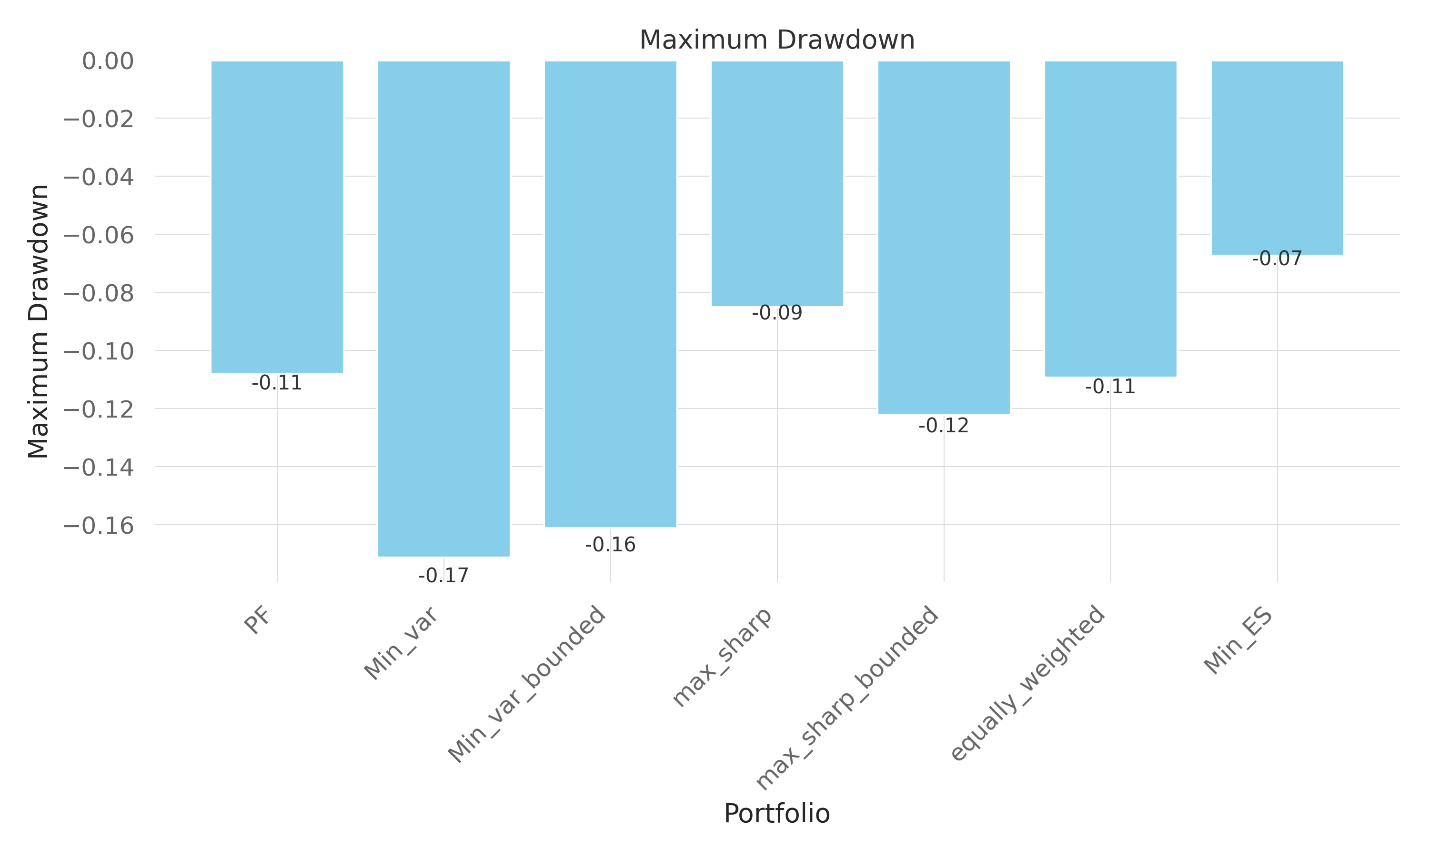 Maximum Drawdown
0.00
−0.02
−0.04
−0.06
−0.08
−0.10
−0.12
−0.14
−0.16
Maximum Drawdown
-0.11
-0.17
-0.16
-0.09
-0.12
-0.11
-0.07
PF
Min_var
Min_var_bounded
max_sharp
max_sharp_bounded
equally_weighted
Min_ES
Portfolio